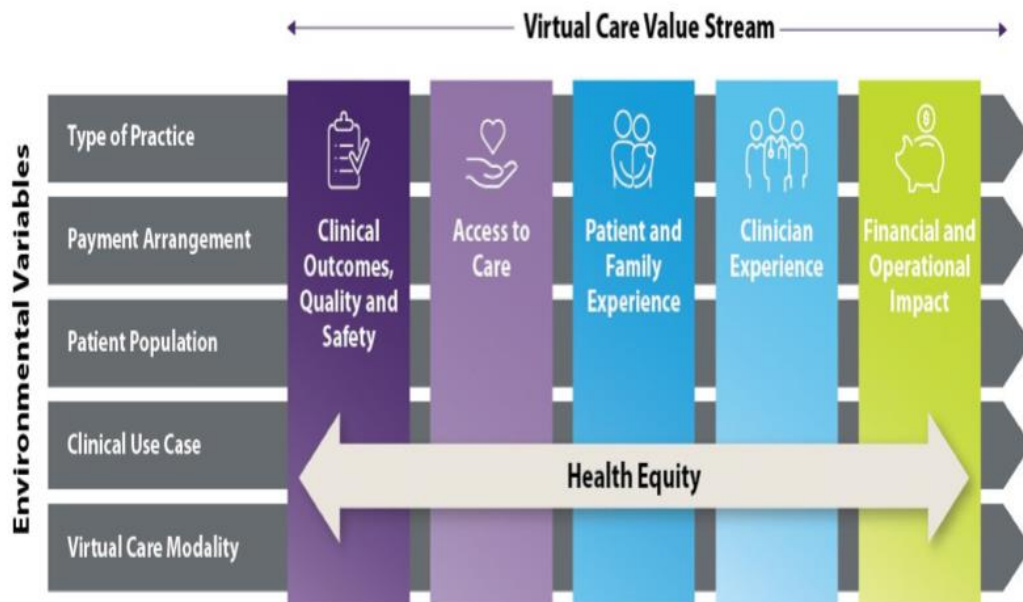 Virtual Care Value Stream
Environmental Variables
Type of Practice
Payment Arrangement
Patient Population
Clinical Use Case
Virtual Care Modality
Clinical
Outcomes,
Quality and
Safety
Access to
Care
Patient and
Family
Experience
Clinician
Experience
$
Financial and
Operational
Impact
Health Equity